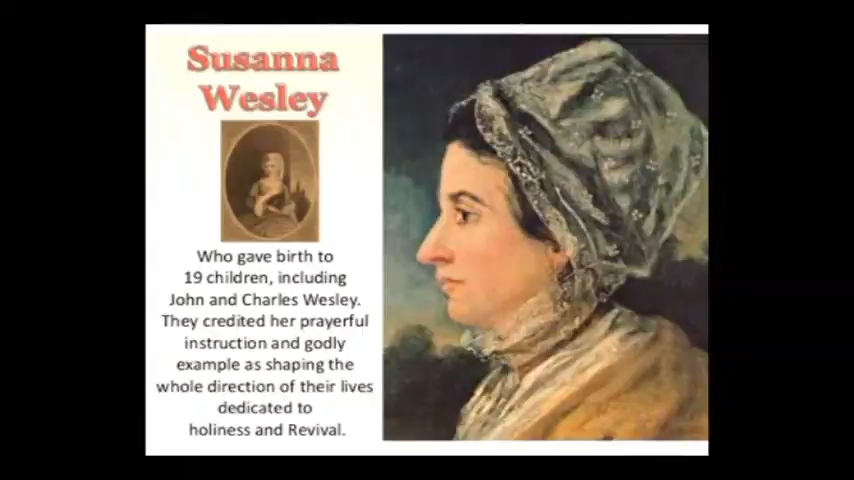 Susanna
Wesley
Who gave birth to
19 children, including
John and Charles Wesley.
They credited her prayerful
instruction and godly
example as shaping the
whole direction of their lives
dedicated to
holiness and Revival.